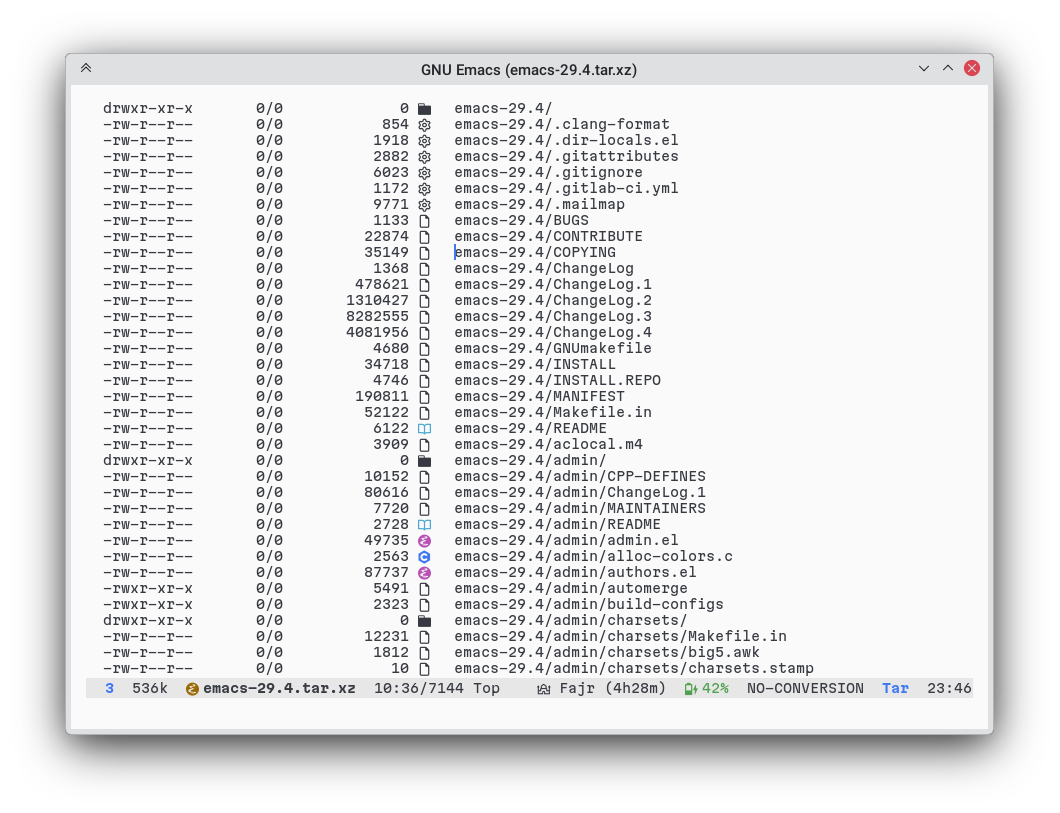 GNU Emacs (emacs-29.4.tar.xz)
drwxr-xr-x 0/0 0 emacs-29.4/
-rw-r--r-- 0/0 854 emacs-29.4/.clang-format
-rw-r--r-- 0/0 1918 emacs-29.4/.dir-locals.el
-rw-r--r-- 0/0 2882 emacs-29.4/.gitattributes
-rw-r--r-- 0/0 6023 emacs-29.4/.gitignore
-rw-r--r-- 0/0 1172 emacs-29.4/.gitlab-ci.yml
-rw-r--r-- 0/0 9771 emacs-29.4/.mailmap
-rw-r--r-- 0/0 1133 emacs-29.4/BUGS
-rw-r--r-- 0/0 22874 emacs-29.4/CONTRIBUTE
-rw-r--r-- 0/0 35149 emacs-29.4/COPYING
-rw-r--r-- 0/0 1368 emacs-29.4/ChangeLog
-rw-r--r-- 0/0 478621 emacs-29.4/ChangeLog.1
-rw-r--r-- 0/0 1310427 emacs-29.4/ChangeLog.2
-rw-r--r-- 0/0 8282555 emacs-29.4/ChangeLog.3
-rw-r--r-- 0/0 4081956 emacs-29.4/ChangeLog.4
-rw-r--r-- 0/0 4680 emacs-29.4/GNUmakefile
-rw-r--r-- 0/0 34718 emacs-29.4/INSTALL
-rw-r--r-- 0/0 4746 emacs-29.4/INSTALL.REPO
-rw-r--r-- 0/0 190811 emacs-29.4/MANIFEST
-rw-r--r-- 0/0 52122 emacs-29.4/Makefile.in
-rw-r--r-- 0/0 6122 emacs-29.4/README
-rw-r--r-- 0/0 3909 emacs-29.4/aclocal.m4
drwxr-xr-x 0/0 0 emacs-29.4/admin/
-rw-r--r-- 0/0 10152 emacs-29.4/admin/CPP-DEFINES
-rw-r--r-- 0/0 80616 emacs-29.4/admin/ChangeLog.1
-rw-r--r-- 0/0 7720 emacs-29.4/admin/MAINTAINERS
-rw-r--r-- 0/0 2728 emacs-29.4/admin/README
-rw-r--r-- 0/0 49735 emacs-29.4/admin/admin.el
-rw-r--r-- 0/0 2563 emacs-29.4/admin/alloc-colors.c
-rw-r--r-- 0/0 87737 emacs-29.4/admin/authors.el
-rwxr-xr-x 0/0 5491 emacs-29.4/admin/automerge
-rwxr-xr-x 0/0 2323 emacs-29.4/admin/build-configs
drwxr-xr-x 0/0 0 emacs-29.4/admin/charsets/
-rw-r--r-- 0/0 12231 emacs-29.4/admin/charsets/Makefile.in
-rw-r--r-- 0/0 1812 emacs-29.4/admin/charsets/big5.awk
-rw-r--r-- 0/0 10 emacs-29.4/admin/charsets/charsets.stamp
3 536k emacs-29.4.tar.xz 10:36/7144 Top Fajr (4h28m) 42% NO-CONVERSION Tar 23:46